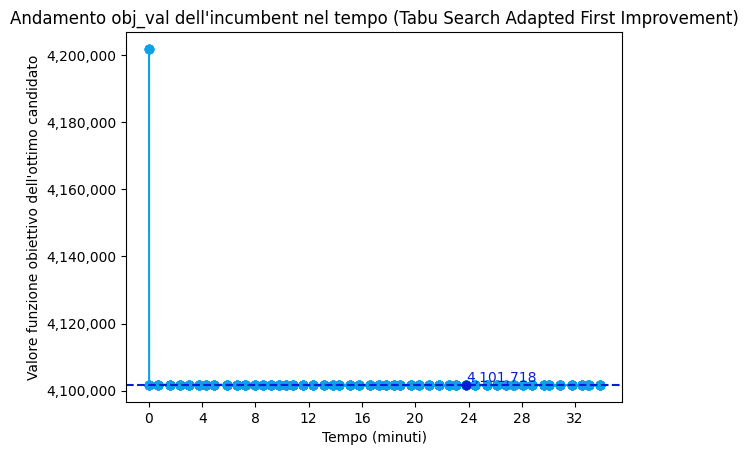 Andamento obj_val dell'incumbent nel tempo (Tabu Search Adapted First Improvement)
Valore funzione obiettivo dell'ottimo candidato
4,200,000
4,180,000
4,160,000
4,140,000
4,120,000
4,100,000
4,101,718
0 4 8 12 16 20 24 28 32
Tempo (minuti)